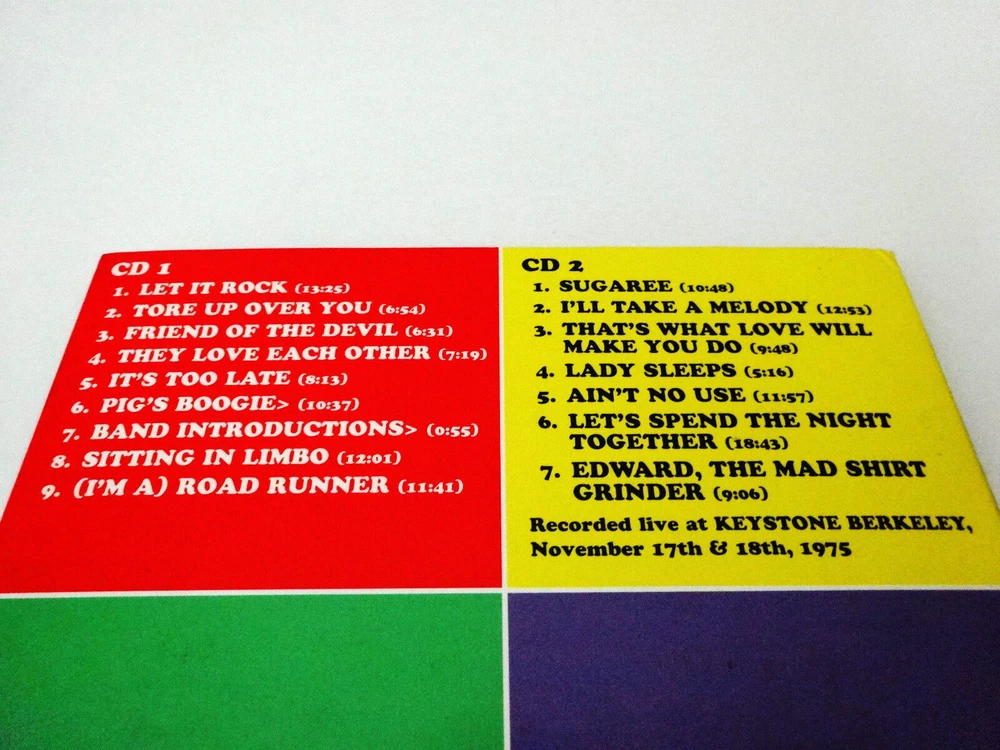 CD 1
1. LET IT ROCK (13:25)
2. TORE UP OVER YOU (6:54)
3. FRIEND OF THE DEVIL (6:31)
4. THEY LOVE EACH OTHER (7:19)
5. IT'S TOO LATE (8:13)
6. PIG'S BOOGIE> (10:37)
7. BAND INTRODUCTIONS> (0:55)
8. SITTING IN LIMBO (12:01)
9. (I'M A) ROAD RUNNER (11:41)
CD 2
1. SUGAREE (10:48)
2. I'LL TAKE A MELODY (12:53)
3. THAT'S WHAT LOVE WILL
MAKE YOU DO (9:48)
4. LADY SLEEPS (5:16)
5. AIN'T NO USE (11:57)
6. LET'S SPEND THE NIGHT
TOGETHER (18:43)
7. EDWARD, THE MAD SHIRT
GRINDER (9:06)
Recorded live at KEYSTONE BERKELEY,
November 17th & 18th, 1975